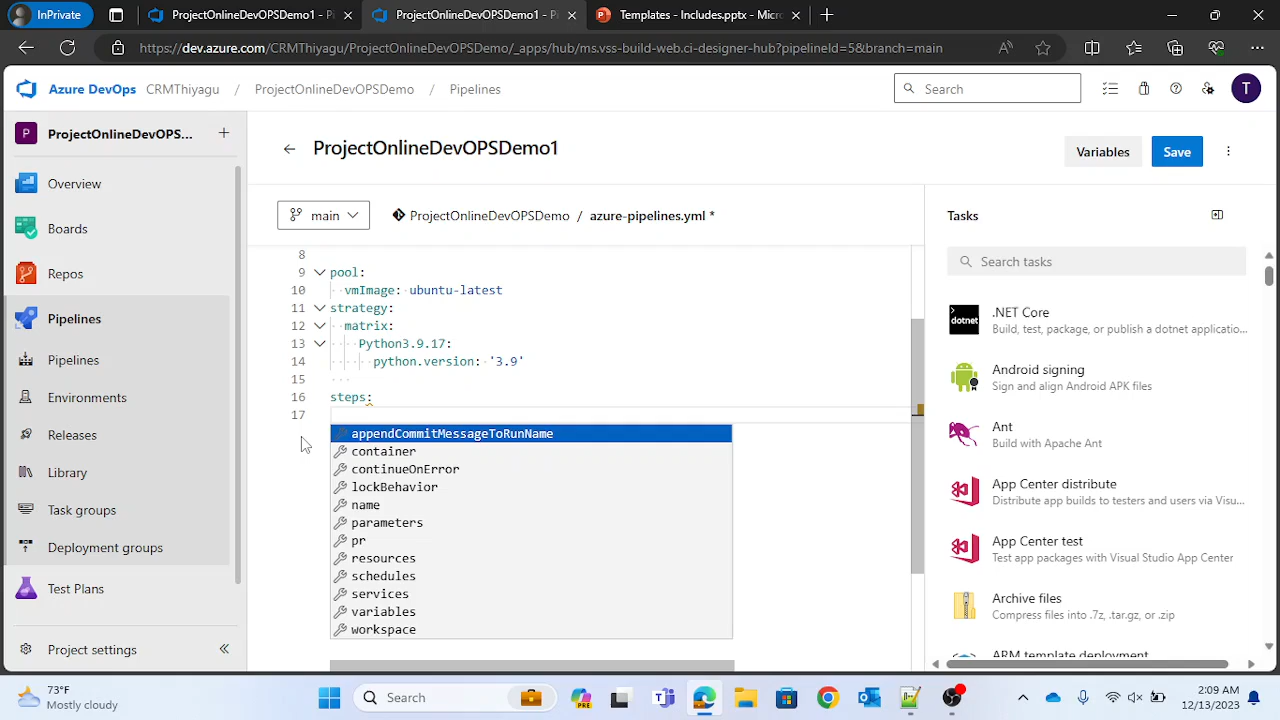 InPrivate
ProjectOnlineDevOPSDemo1 - Pi
ProjectOnlineDevOPSDemo1 - Pi
Templates - Includes.pptx - Micro
https://dev.azure.com/CRMThiyagu/ProjectOnlineDevOPSDemo/_apps/hub/ms.vss-build-web.ci-designer-hub?pipelineId=5&branch=main
Azure DevOps CRMThiyagu / ProjectOnlineDevOPSDemo / Pipelines
Search
T
P ProjectOnlineDevOPS...
Overview
Boards
Repos
Pipelines
Pipelines
Environments
Releases
Library
Task groups
Deployment groups
Test Plans
Project settings
ProjectOnlineDevOPSDemo1
Variables
Save
main
ProjectOnlineDevOPSDemo / azure-pipelines.yml *
8
9 pool:
10 vmImage: ubuntu-latest
11 strategy:
12 matrix:
13 Python3.9.17:
14 python.version: '3.9'
15
16 steps:
17
appendCommitMessageToRunName
container
continueOnError
lockBehavior
name
parameters
pr
resources
schedules
services
variables
workspace
Tasks
Search tasks
.NET Core
Build, test, package, or publish a dotnet applicatio...
Android signing
Sign and align Android APK files
Ant
Build with Apache Ant
App Center distribute
Distribute app builds to testers and users via Visu...
App Center test
Test app packages with Visual Studio App Center
Archive files
Compress files into .7z, .tar.gz, or .zip
ARM template deployment
73°F
Mostly cloudy
Search
PRE
2:09 AM
12/13/2023